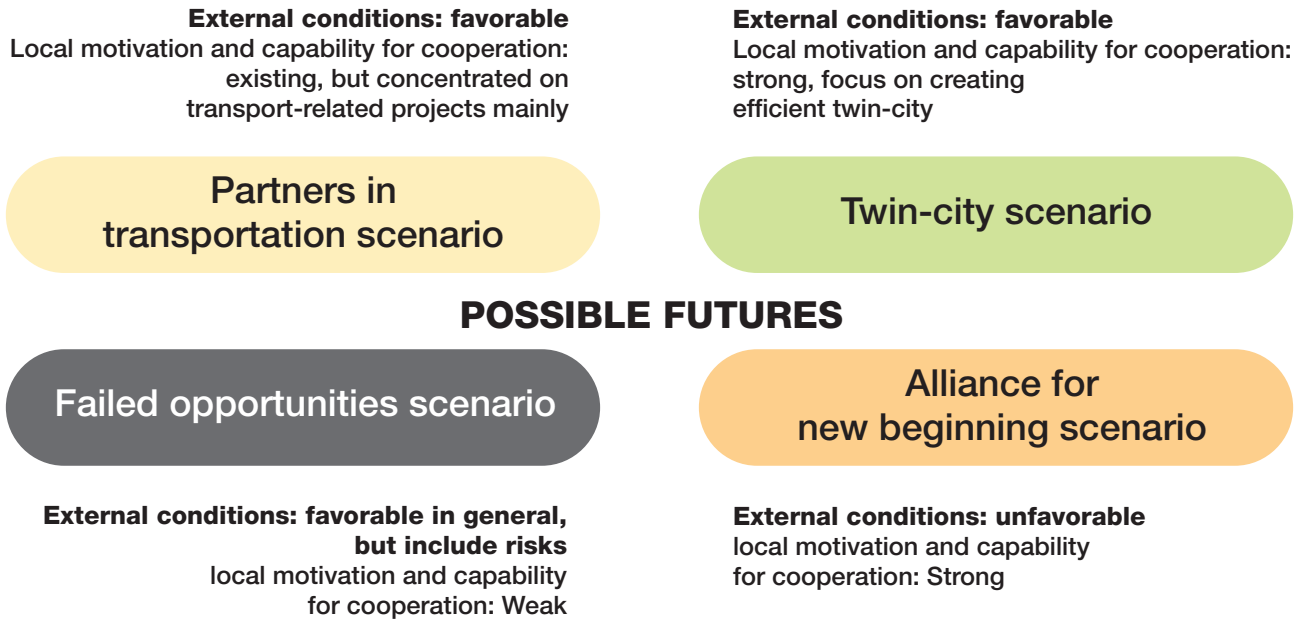 External conditions: favorable
Local motivation and capability for cooperation:
existing, but concentrated on
transport-related projects mainly
External conditions: favorable
Local motivation and capability for cooperation:
strong, focus on creating
efficient twin-city
Partners in
transportation scenario
Twin-city scenario
POSSIBLE FUTURES
Failed opportunities scenario
Alliance for
new beginning scenario
External conditions: favorable in general,
but include risks
local motivation and capability
for cooperation: Weak
External conditions: unfavorable
local motivation and capability
for cooperation: Strong